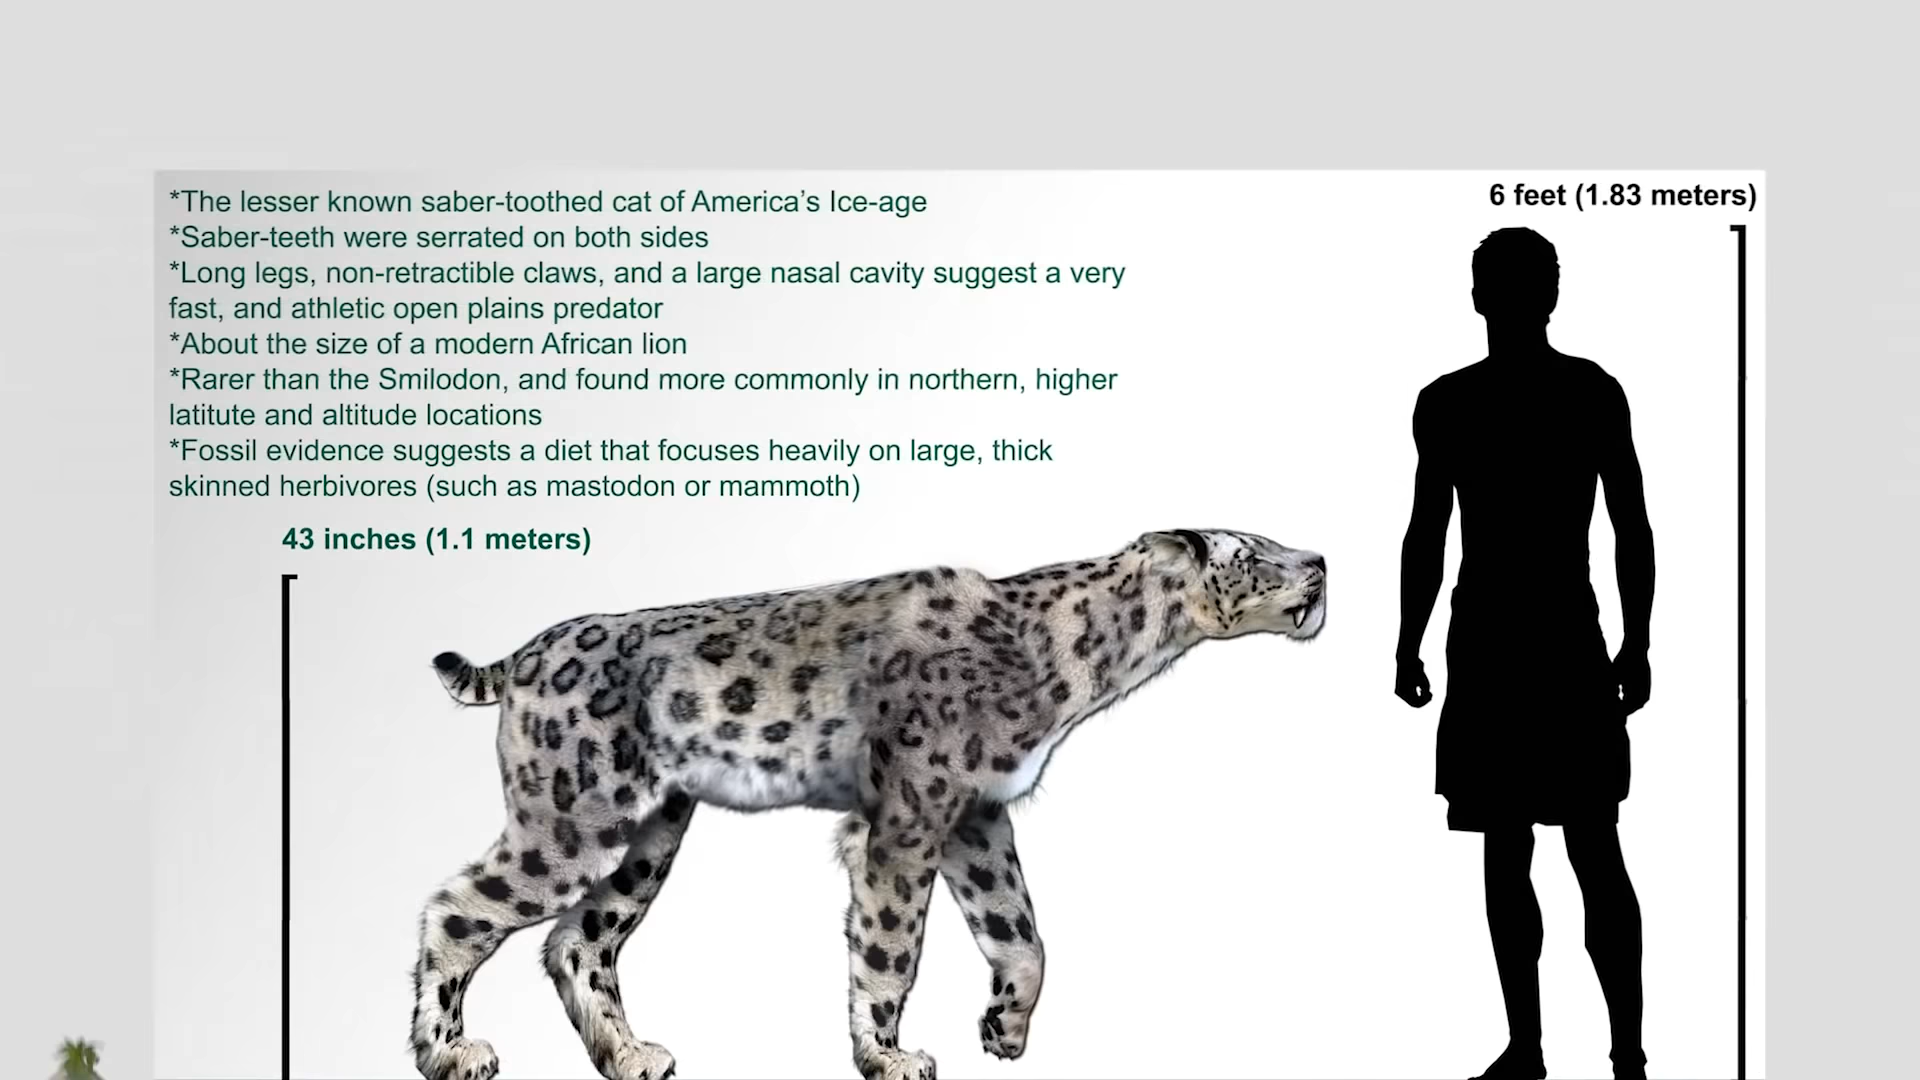 *The lesser known saber-toothed cat of America’s Ice-age
*Saber-teeth were serrated on both sides
*Long legs, non-retractible claws, and a large nasal cavity suggest a very
fast, and athletic open plains predator
*About the size of a modern African lion
*Rarer than the Smilodon, and found more commonly in northern, higher
latitute and altitude locations
*Fossil evidence suggests a diet that focuses heavily on large, thick
skinned herbivores (such as mastodon or mammoth)
43 inches (1.1 meters)
6 feet (1.83 meters)